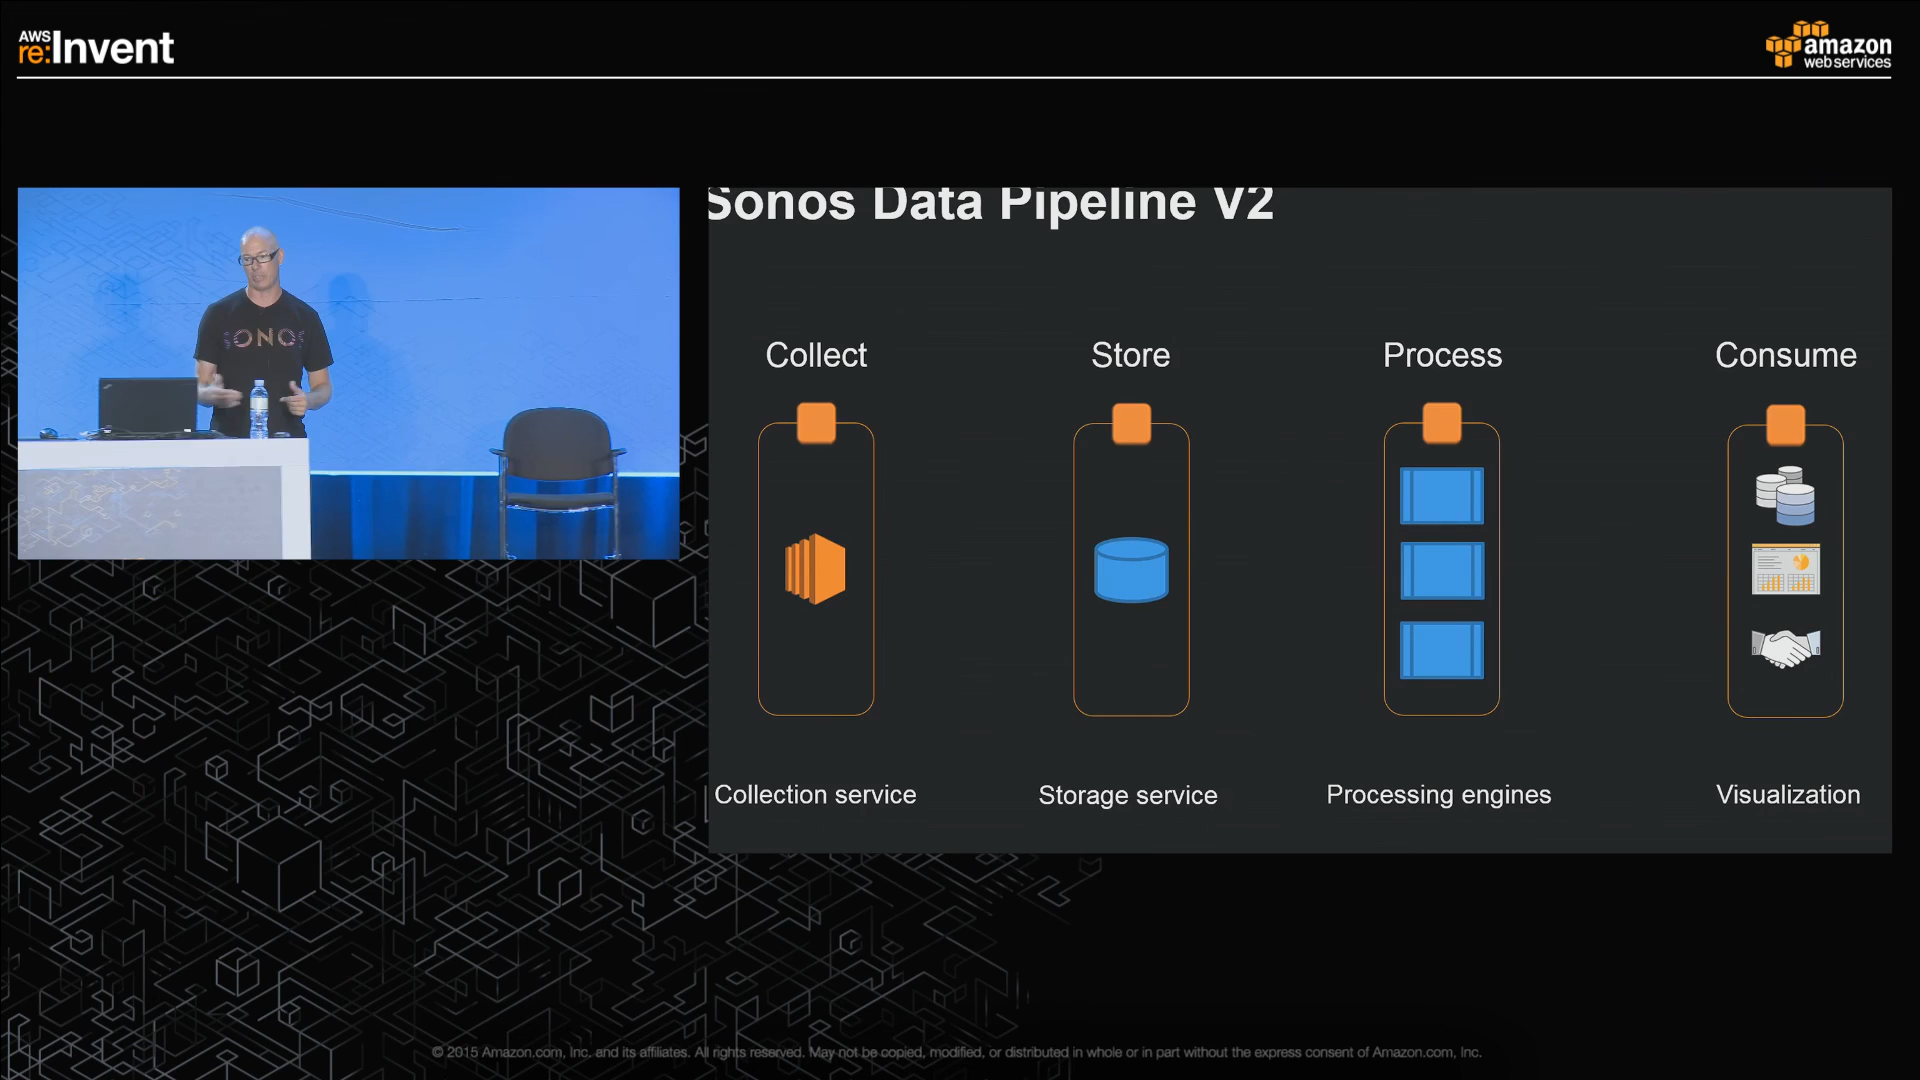 AWS
re:Invent
amazon
web services
SONOS
Sonos Data Pipeline V2
Collect
Store
Process
Consume
Collection service
Storage service
Processing engines
Visualization
© 2015 Amazon.com, Inc. and its affiliates. All rights reserved. May not be copied, modified, or distributed in whole or in part without the express consent of Amazon.com, Inc.